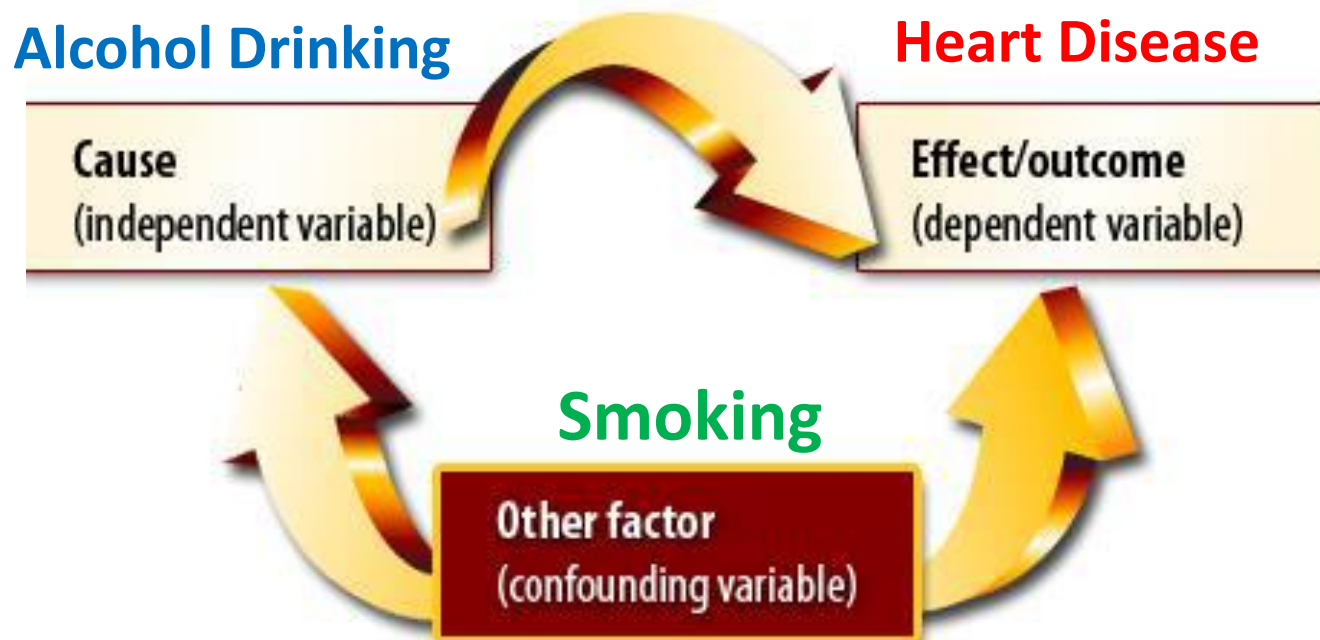 Alcohol Drinking
Heart Disease
Cause
(independent variable)
Effect/outcome
(dependent variable)
Smoking
Other factor
(confounding variable)